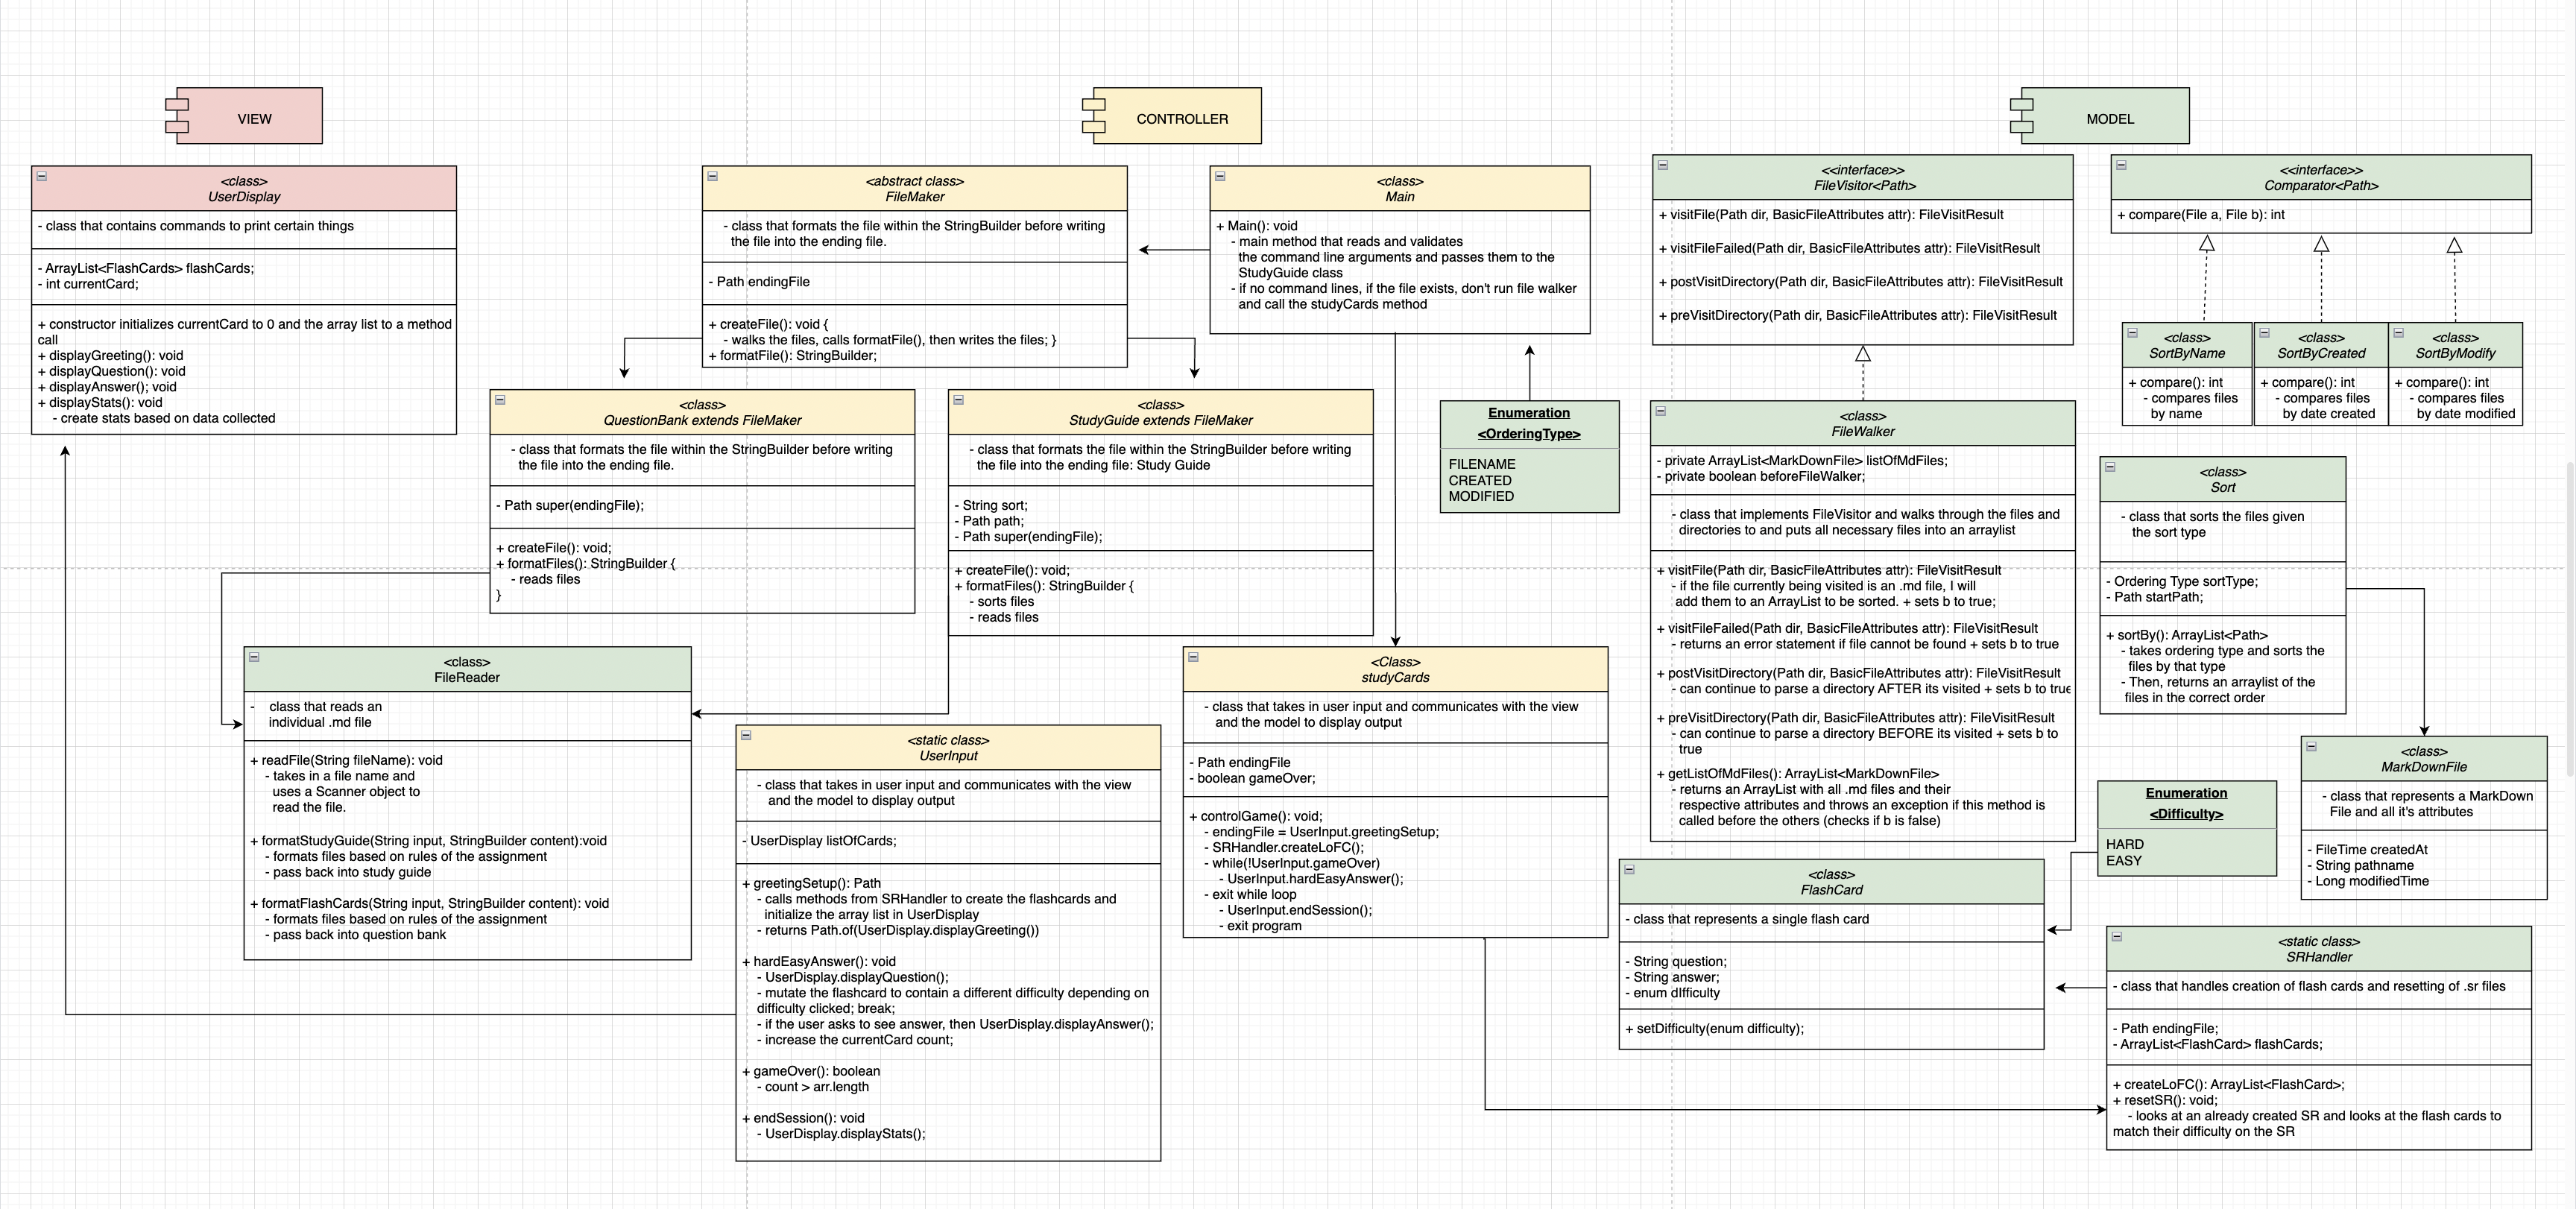 VIEW
CONTROLLER
MODEL
<class>
UserDisplay
- class that contains commands to print certain things
- ArrayList<FlashCards> flashCards;
- int currentCard;
+ constructor initializes currentCard to 0 and the array list to a method
call
+ displayGreeting(): void
+ displayQuestion(): void
+ displayAnswer(); void
+ displayStats(): void
- create stats based on data collected
<abstract class>
FileMaker
- class that formats the file within the StringBuilder before writing
the file into the ending file.
- Path endingFile
+ createFile(): void {
- walks the files, calls formatFile(), then writes the files; }
+ formatFile(): StringBuilder;
<class>
Main
+ Main(): void
- main method that reads and validates
the command line arguments and passes them to the
StudyGuide class
- if no command lines, if the file exists, don't run file walker
and call the studyCards method
<<interface>>
FileVisitor<Path>
+ visitFile(Path dir, BasicFileAttributes attr): FileVisitResult
+ visitFileFailed(Path dir, BasicFileAttributes attr): FileVisitResult
+ postVisitDirectory(Path dir, BasicFileAttributes attr): FileVisitResult
+ preVisitDirectory(Path dir, BasicFileAttributes attr): FileVisitResult
<<interface>>
Comparator<Path>
+ compare(File a, File b): int
<class>
SortByName
+ compare(): int
- compares files
by name
<class>
SortByCreated
+ compare(): int
- compares files
by date created
<class>
SortByModify
+ compare(): int
- compares files
by date modified
<class>
QuestionBank extends FileMaker
- class that formats the file within the StringBuilder before writing
the file into the ending file.
- Path super(endingFile);
+ createFile(): void;
+ formatFiles(): StringBuilder {
- reads files
}
<class>
StudyGuide extends FileMaker
- class that formats the file within the StringBuilder before writing
the file into the ending file: Study Guide
- String sort;
- Path path;
- Path super(endingFile);
+ createFile(): void;
+ formatFiles(): StringBuilder {
- sorts files
- reads files
Enumeration
<OrderingType>
FILENAME
CREATED
MODIFIED
<class>
FileWalker
- private ArrayList<MarkDownFile> listOfMdFiles;
- private boolean beforeFileWalker;
- class that implements FileVisitor and walks through the files and
directories to and puts all necessary files into an arraylist
+ visitFile(Path dir, BasicFileAttributes attr): FileVisitResult
- if the file currently being visited is an .md file, I will
add them to an ArrayList to be sorted. + sets b to true;
+ visitFileFailed(Path dir, BasicFileAttributes attr): FileVisitResult
- returns an error statement if file cannot be found + sets b to true
+ postVisitDirectory(Path dir, BasicFileAttributes attr): FileVisitResult
- can continue to parse a directory AFTER its visited + sets b to true
+ preVisitDirectory(Path dir, BasicFileAttributes attr): FileVisitResult
- can continue to parse a directory BEFORE its visited + sets b to
true
+ getListOfMdFiles(): ArrayList<MarkDownFile>
- returns an ArrayList with all .md files and their
respective attributes and throws an exception if this method is
called before the others (checks if b is false)
<class>
Sort
- class that sorts the files given
the sort type
- Ordering Type sortType;
- Path startPath;
+ sortBy(): ArrayList<Path>
- takes ordering type and sorts the
files by that type
- Then, returns an arraylist of the
files in the correct order
<class>
FileReader
- class that reads an
individual .md file
+ readFile(String fileName): void
- takes in a file name and
uses a Scanner object to
read the file.
+ formatStudyGuide(String input, StringBuilder content):void
- formats files based on rules of the assignment
- pass back into study guide
+ formatFlashCards(String input, StringBuilder content): void
- formats files based on rules of the assignment
- pass back into question bank
<static class>
UserInput
- class that takes in user input and communicates with the view
and the model to display output
- UserDisplay listOfCards;
+ greetingSetup(): Path
- calls methods from SRHandler to create the flashcards and
initialize the array list in UserDisplay
- returns Path.of(UserDisplay.displayGreeting())
+ hardEasyAnswer(): void
- UserDisplay.displayQuestion();
- mutate the flashcard to contain a different difficulty depending on
difficulty clicked; break;
- if the user asks to see answer, then UserDisplay.displayAnswer();
- increase the currentCard count;
+ gameOver(): boolean
- count > arr.length
+ endSession(): void
- UserDisplay.displayStats();
<Class>
studyCards
- class that takes in user input and communicates with the view
and the model to display output
- Path endingFile
- boolean gameOver;
+ controlGame(): void;
- endingFile = UserInput.greetingSetup;
- SRHandler.createLoFC();
- while(!UserInput.gameOver)
- UserInput.hardEasyAnswer();
- exit while loop
- UserInput.endSession();
- exit program
Enumeration
<Difficulty>
HARD
EASY
<class>
MarkDownFile
- class that represents a MarkDown
File and all it's attributes
- FileTime createdAt
- String pathname
- Long modifiedTime
<class>
FlashCard
- class that represents a single flash card
- String question;
- String answer;
- enum dIfficulty
+ setDifficulty(enum difficulty);
<static class>
SRHandler
- class that handles creation of flash cards and resetting of .sr files
- Path endingFile;
- ArrayList<FlashCard> flashCards;
+ createLoFC(): ArrayList<FlashCard>;
+ resetSR(): void;
- looks at an already created SR and looks at the flash cards to
match their difficulty on the SR